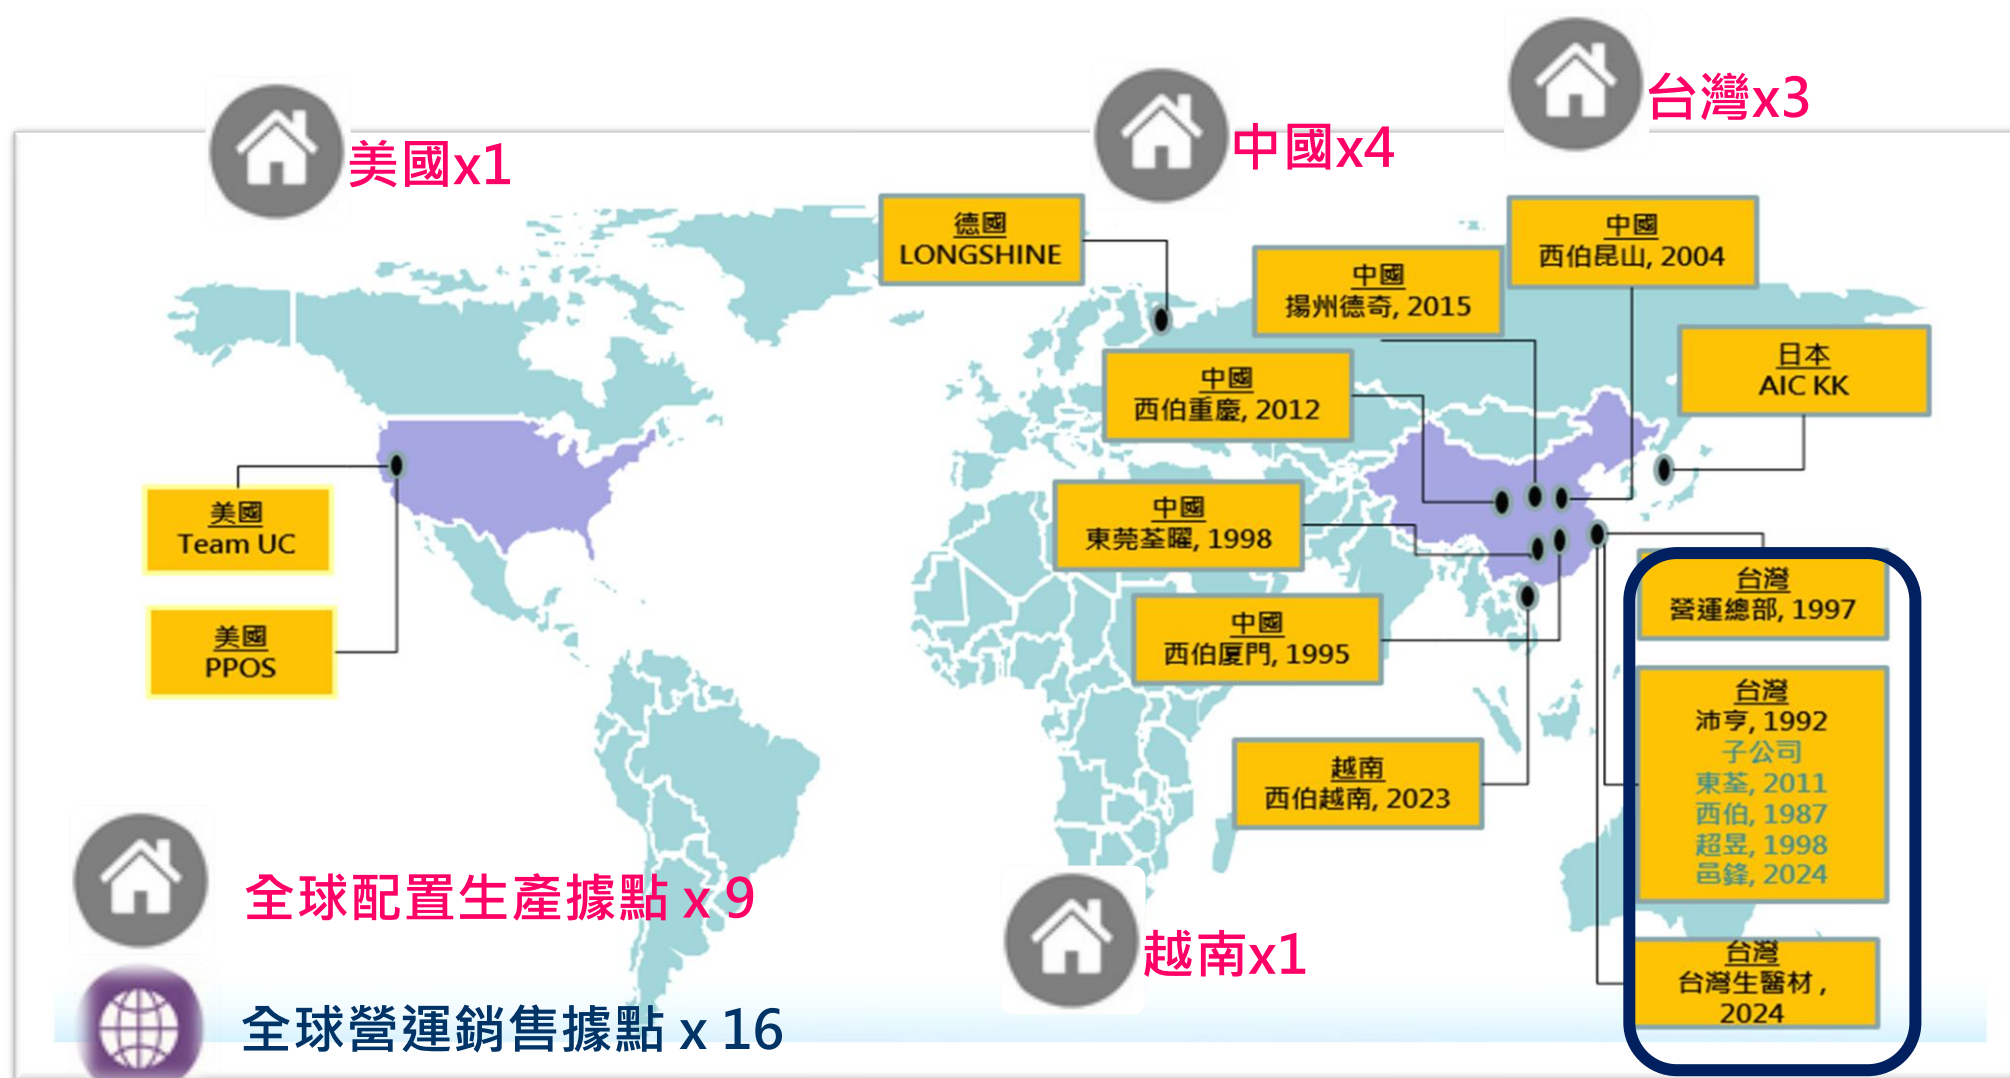 美國x1
中國x4
台灣x3
德國
LONGSHINE
中國
西伯昆山, 2004
中國
揚州德奇, 2015
日本
AIC KK
中國
西伯重慶, 2012
美國
Team UC
中國
東莞荃曜, 1998
台灣
營運總部, 1997
美國
PPOS
中國
西伯厦門, 1995
台灣
沛亨, 1992
子公司
東荃, 2011
西伯, 1987
超昱, 1998
邑鋒, 2024
越南
西伯越南, 2023
台灣
台灣生醫材 ,
2024
越南x1
全球配置生產據點 x 9
全球營運銷售據點 x 16